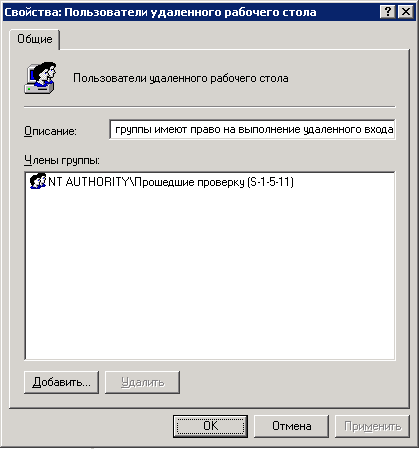 Свойства: Пользователи удаленного рабочего стола
Общие
Пользователи удаленного рабочего стола
Описание: группы имеют право на выполнение удаленного входа
Члены группы:
NT AUTHORITY\Прошедшие проверку (S-1-5-11)
Добавить... Удалить
OK Отмена Применить